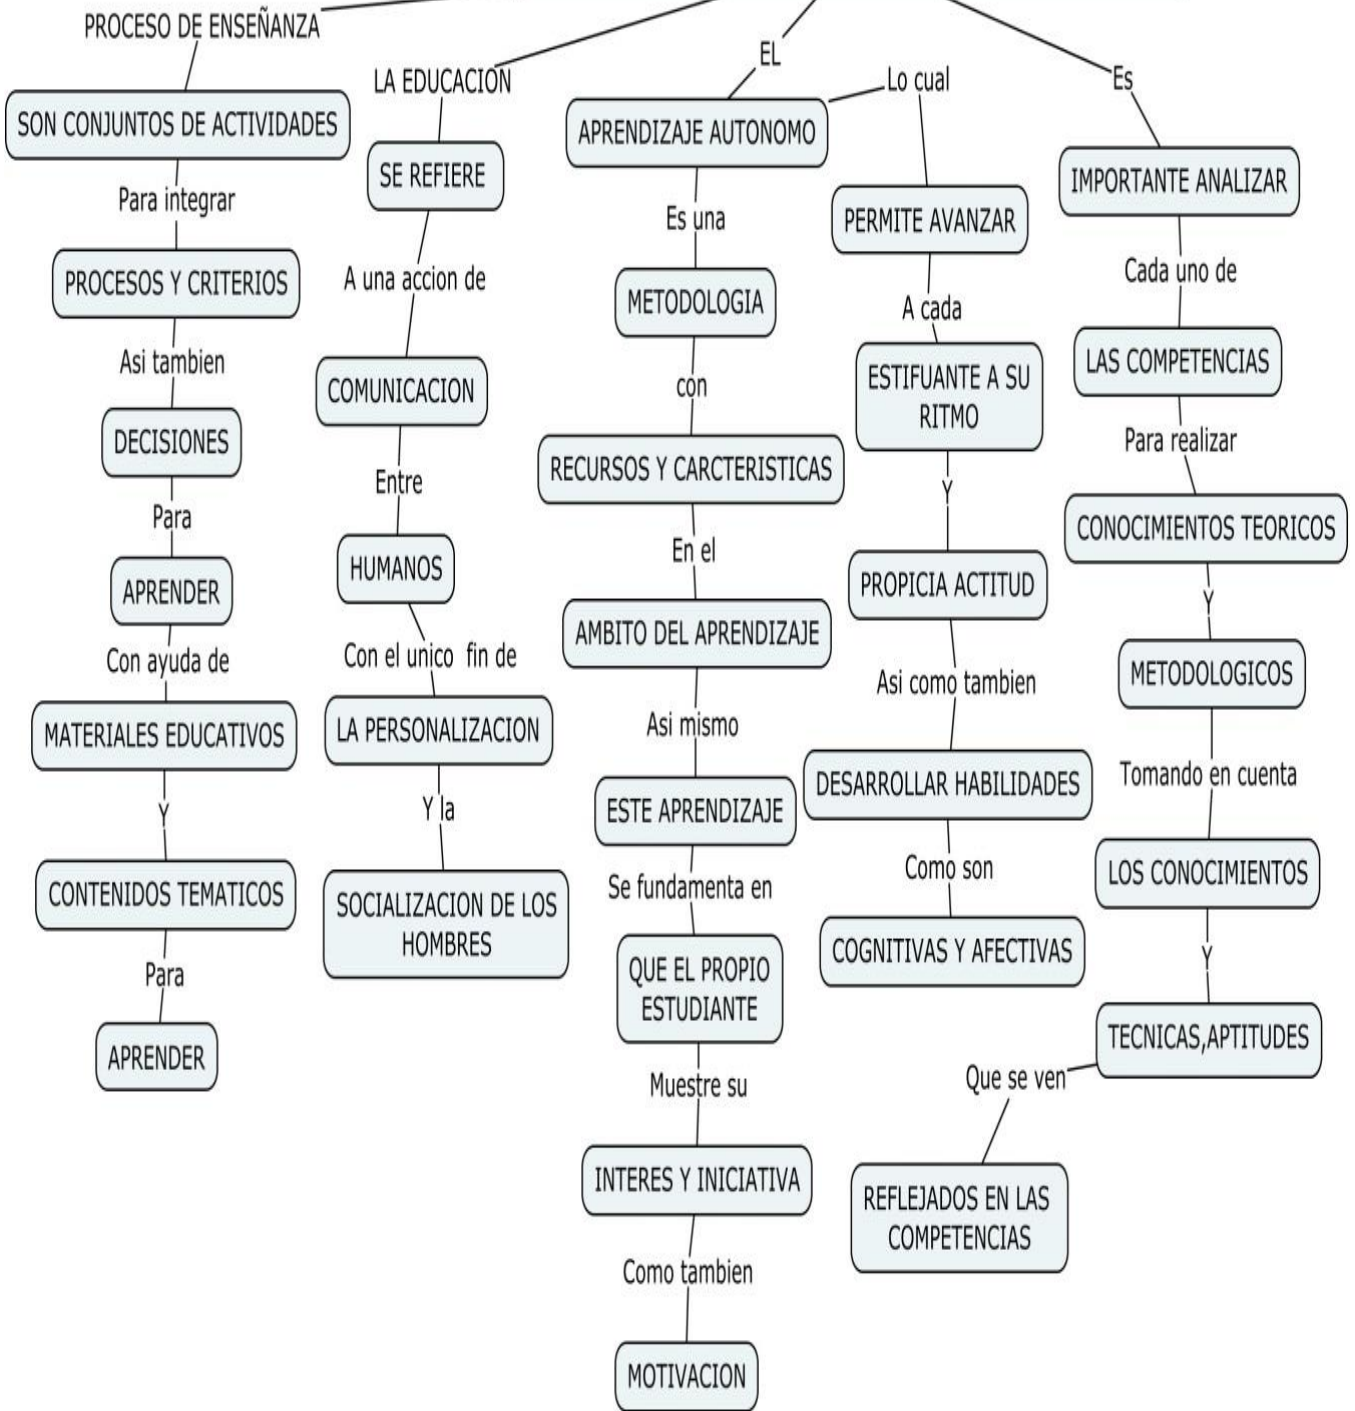 PROCESO DE ENSEÑANZA
SON CONJUNTOS DE ACTIVIDADES
Para integrar
PROCESOS Y CRITERIOS
Asi tambien
DECISIONES
Para
APRENDER
Con ayuda de
MATERIALES EDUCATIVOS
Y
CONTENIDOS TEMATICOS
Para
APRENDER
LA EDUCACION
SE REFIERE
A una accion de
COMUNICACION
Entre
HUMANOS
Con el unico fin de
LA PERSONALIZACION
Y la
SOCIALIZACION DE LOS
HOMBRES
EL
APRENDIZAJE AUTONOMO
Es una
METODOLOGIA
con
RECURSOS Y CARCTERISTICAS
En el
AMBITO DEL APRENDIZAJE
Asi mismo
ESTE APRENDIZAJE
Se fundamenta en
QUE EL PROPIO
ESTUDIANTE
Muestre su
INTERES Y INICIATIVA
Como tambien
MOTIVACION
Lo cual
PERMITE AVANZAR
A cada
ESTIFUANTE A SU
RITMO
Y
PROPICIA ACTITUD
Asi como tambien
DESARROLLAR HABILIDADES
Como son
COGNITIVAS Y AFECTIVAS
Es
IMPORTANTE ANALIZAR
Cada uno de
LAS COMPETENCIAS
Para realizar
CONOCIMIENTOS TEORICOS
Y
METODOLOGICOS
Tomando en cuenta
LOS CONOCIMIENTOS
Y
TECNICAS,APTITUDES
Que se ven
REFLEJADOS EN LAS
COMPETENCIAS